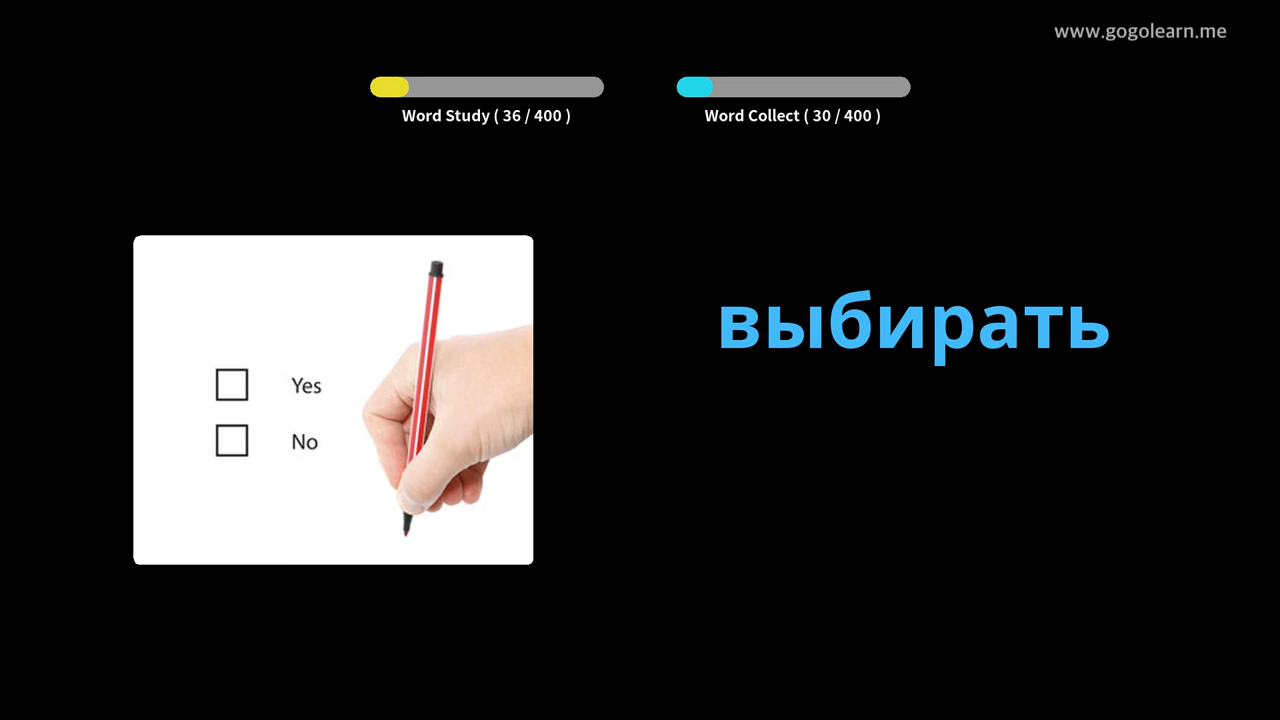 www.gogolearn.me
Word Study ( 36 / 400 )
Word Collect ( 30 / 400 )
выбирать
Yes
No